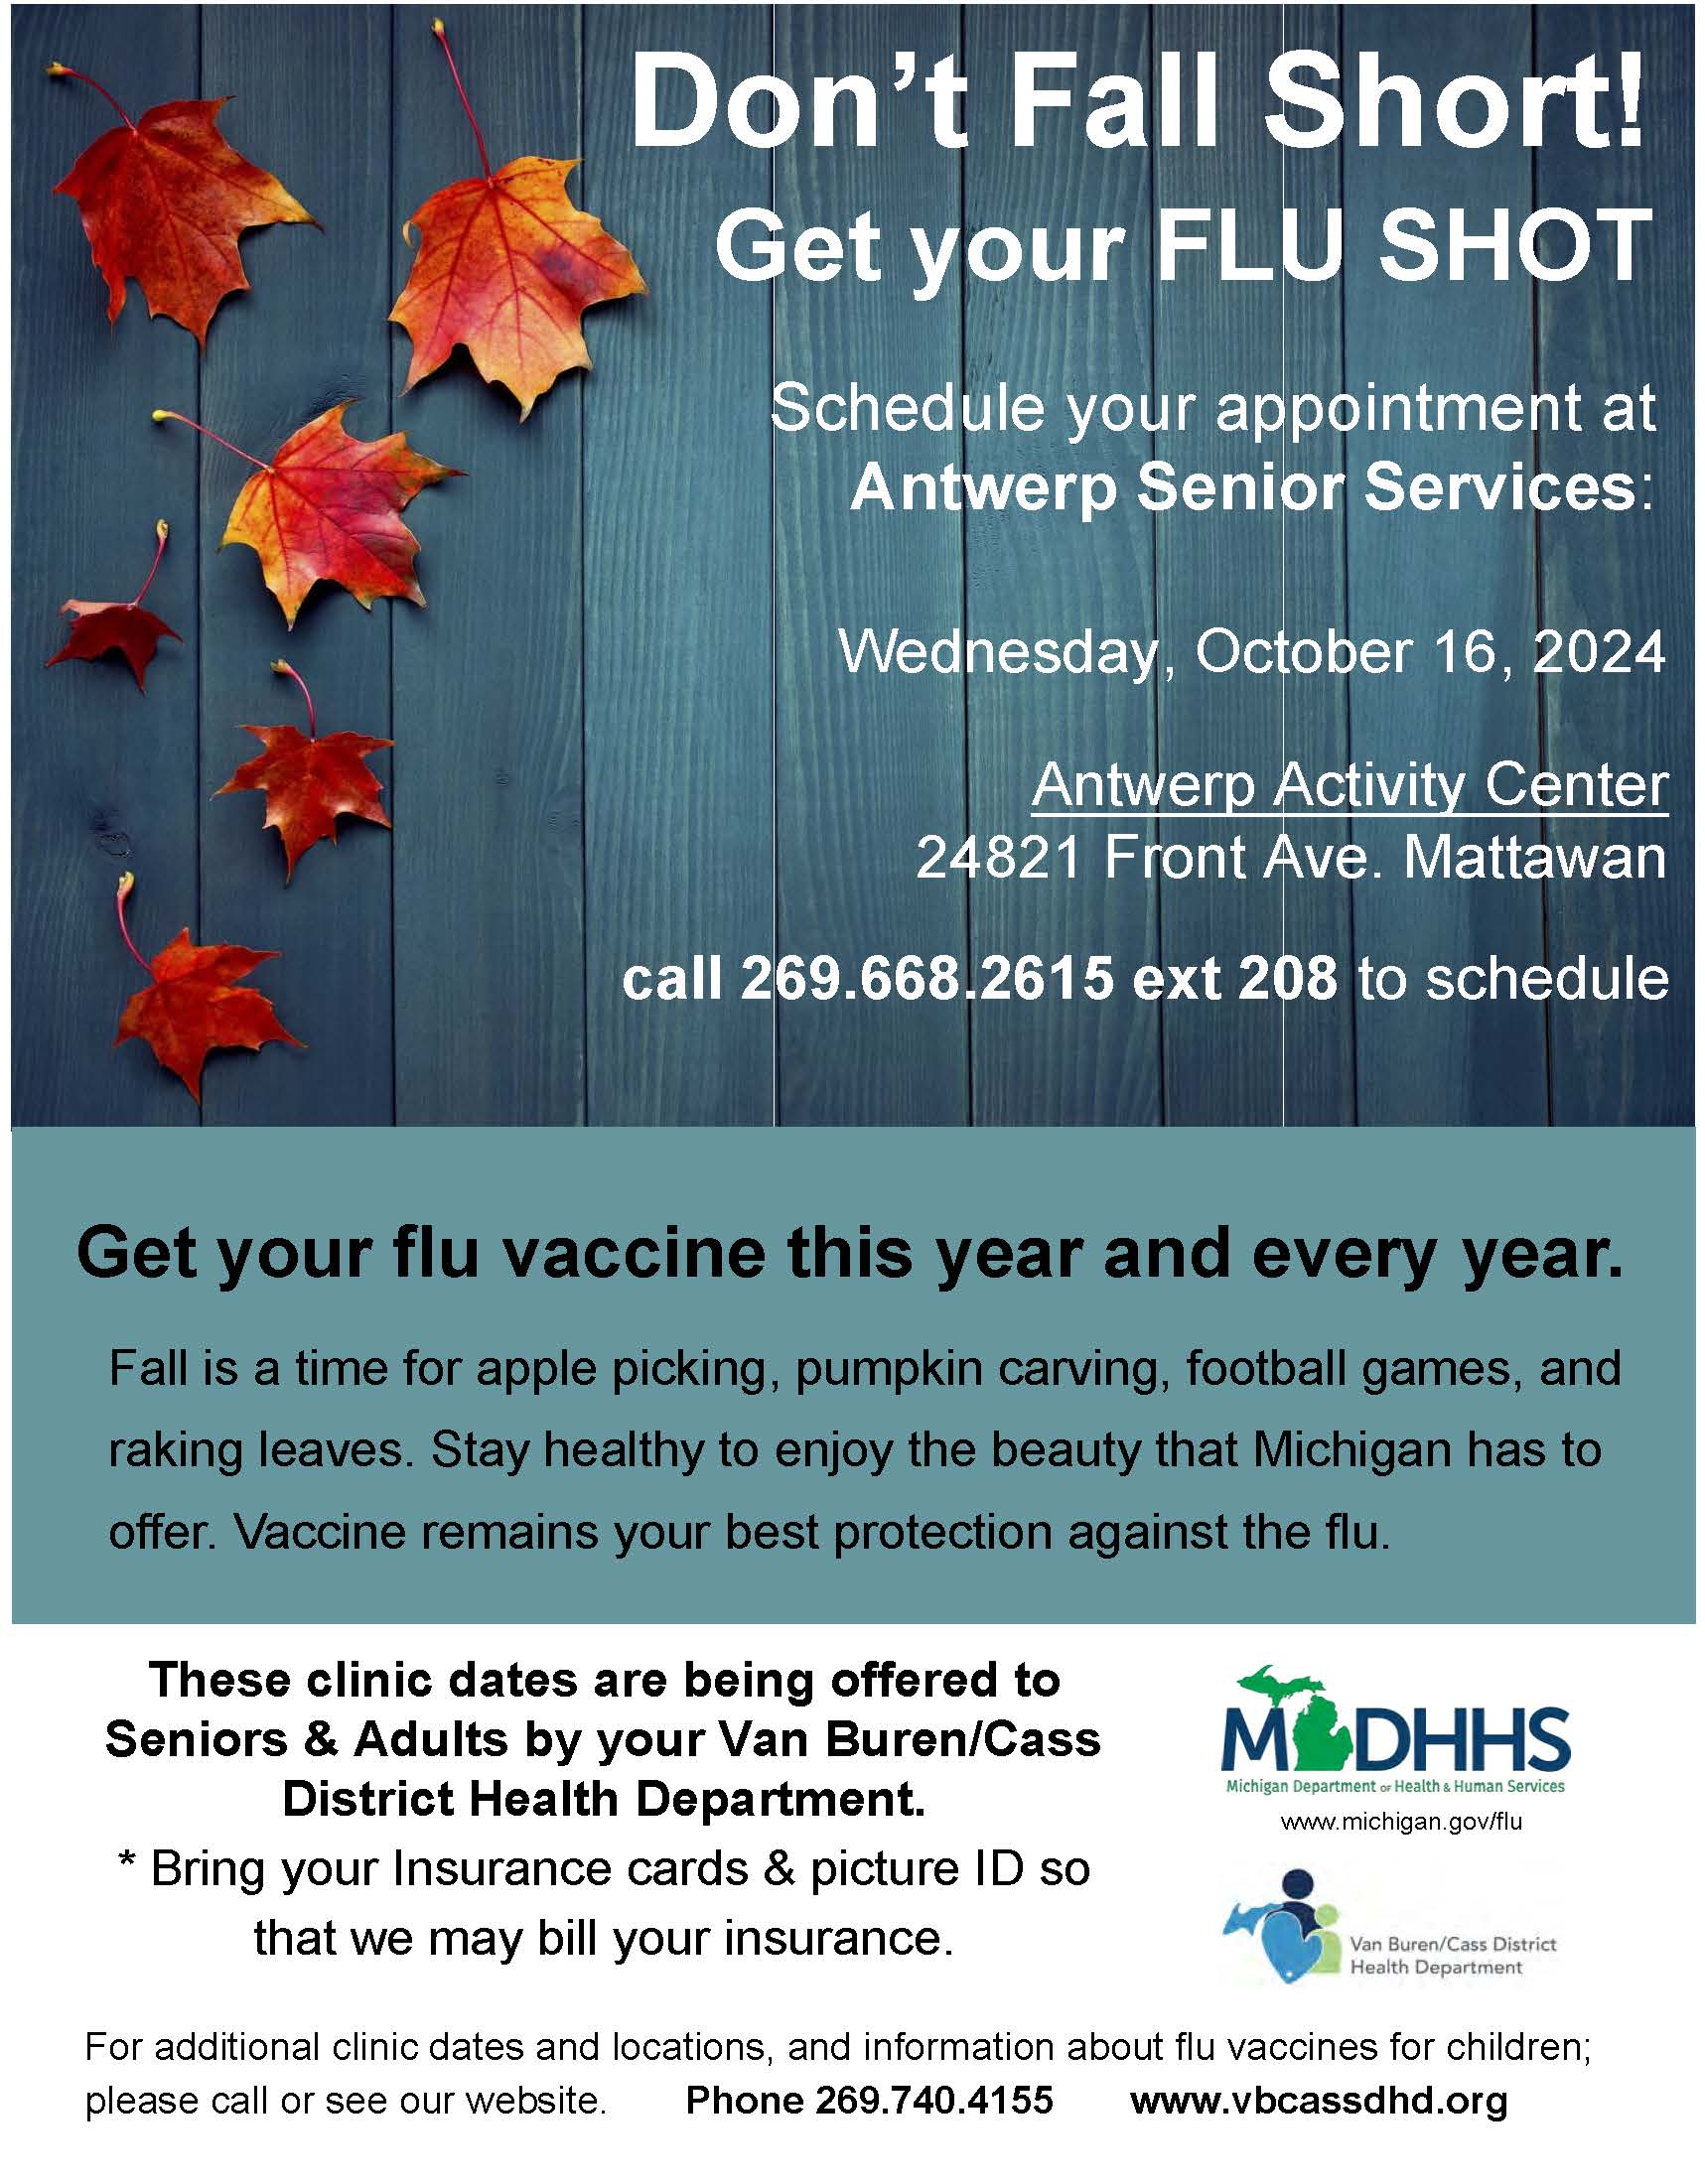 Don’t Fall Short!
Get your FLU SHOT
Schedule your appointment at
Antwerp Senior Services:
Wednesday, October 16, 2024
Antwerp Activity Center
24821 Front Ave. Mattawan
call 269.668.2615 ext 208 to schedule
Get your flu vaccine this year and every year.
Fall is a time for apple picking, pumpkin carving, football games, and
raking leaves. Stay healthy to enjoy the beauty that Michigan has to
offer. Vaccine remains your best protection against the flu.
These clinic dates are being offered to
Seniors & Adults by your Van Buren/Cass
District Health Department.
* Bring your Insurance cards & picture ID so
that we may bill your insurance.
MDHHS
Michigan Department of Health & Human Services
www.michigan.gov/flu
Van Buren/Cass District
Health Department
For additional clinic dates and locations, and information about flu vaccines for children;
please call or see our website. Phone 269.740.4155 www.vbcassdhd.org